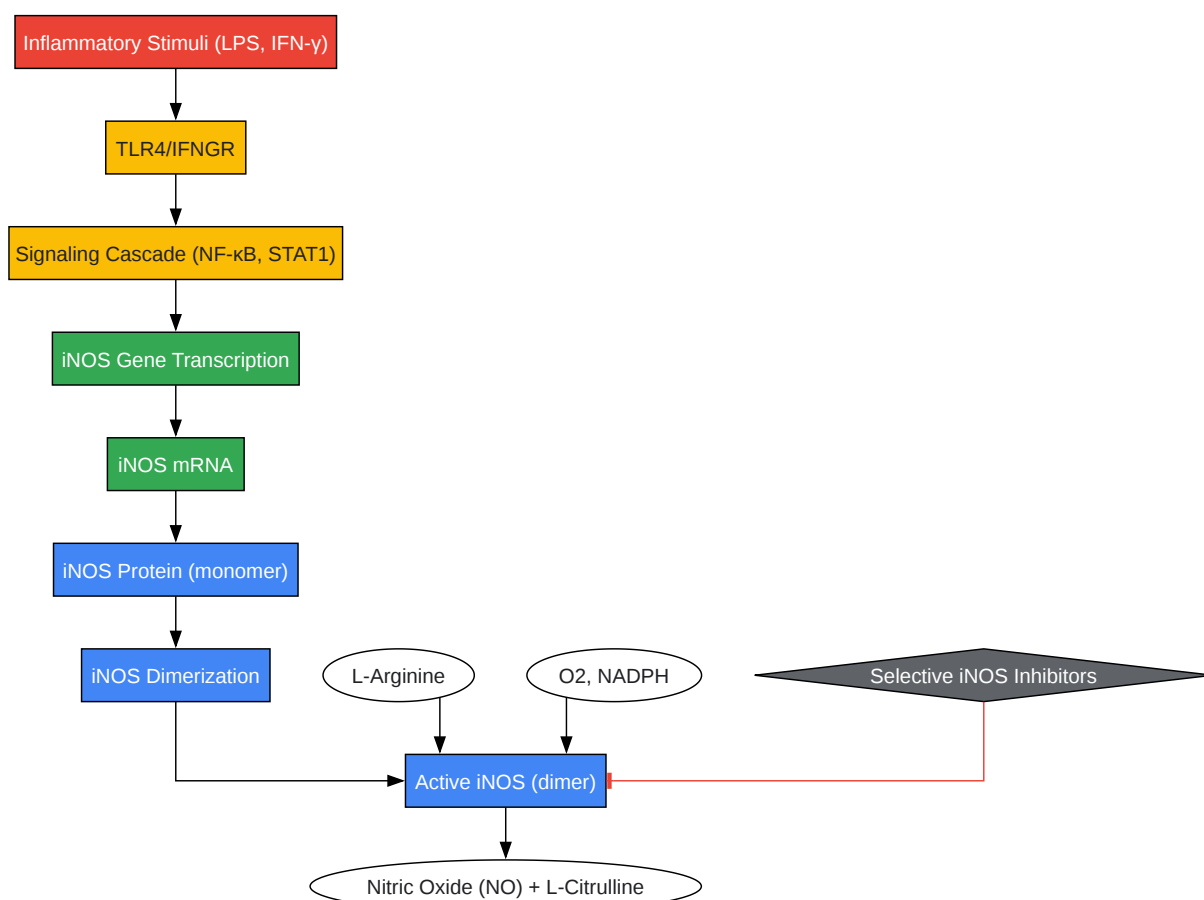 Inflammatory Stimuli (LPS, IFN-γ)
TLR4/IFNGR
Signaling Cascade (NF-κB, STAT1)
iNOS Gene Transcription
iNOS mRNA
iNOS Protein (monomer)
iNOS Dimerization
L-Arginine
O2, NADPH
Selective iNOS Inhibitors
Active iNOS (dimer)
Nitric Oxide (NO) + L-Citrulline